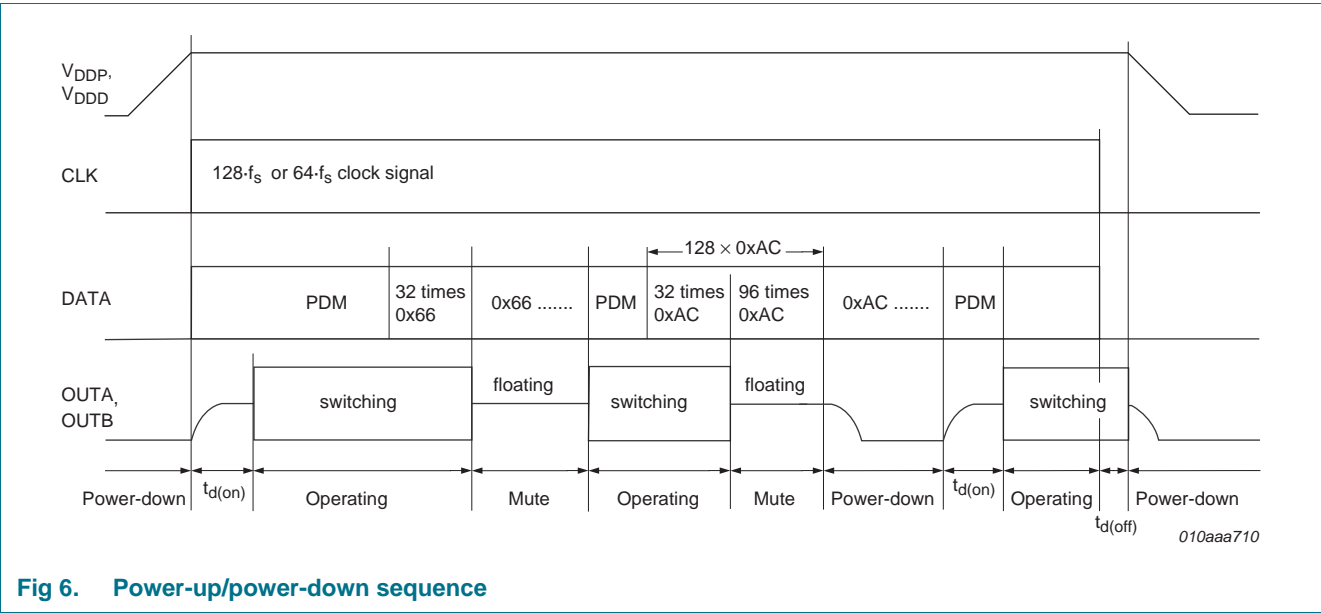 V_DDP,
V_DDD
CLK
128·f_s or 64·f_s clock signal
128 × 0xAC
DATA
PDM
32 times
0x66
0x66 .......
PDM
32 times
0xAC
96 times
0xAC
0xAC .......
PDM
OUTA,
OUTB
switching
floating
switching
floating
switching
Power-down
t_d(on)
Operating
Mute
Operating
Mute
Power-down
t_d(on)
Operating
t_d(off)
Power-down
010aaa710
Fig 6. Power-up/power-down sequence